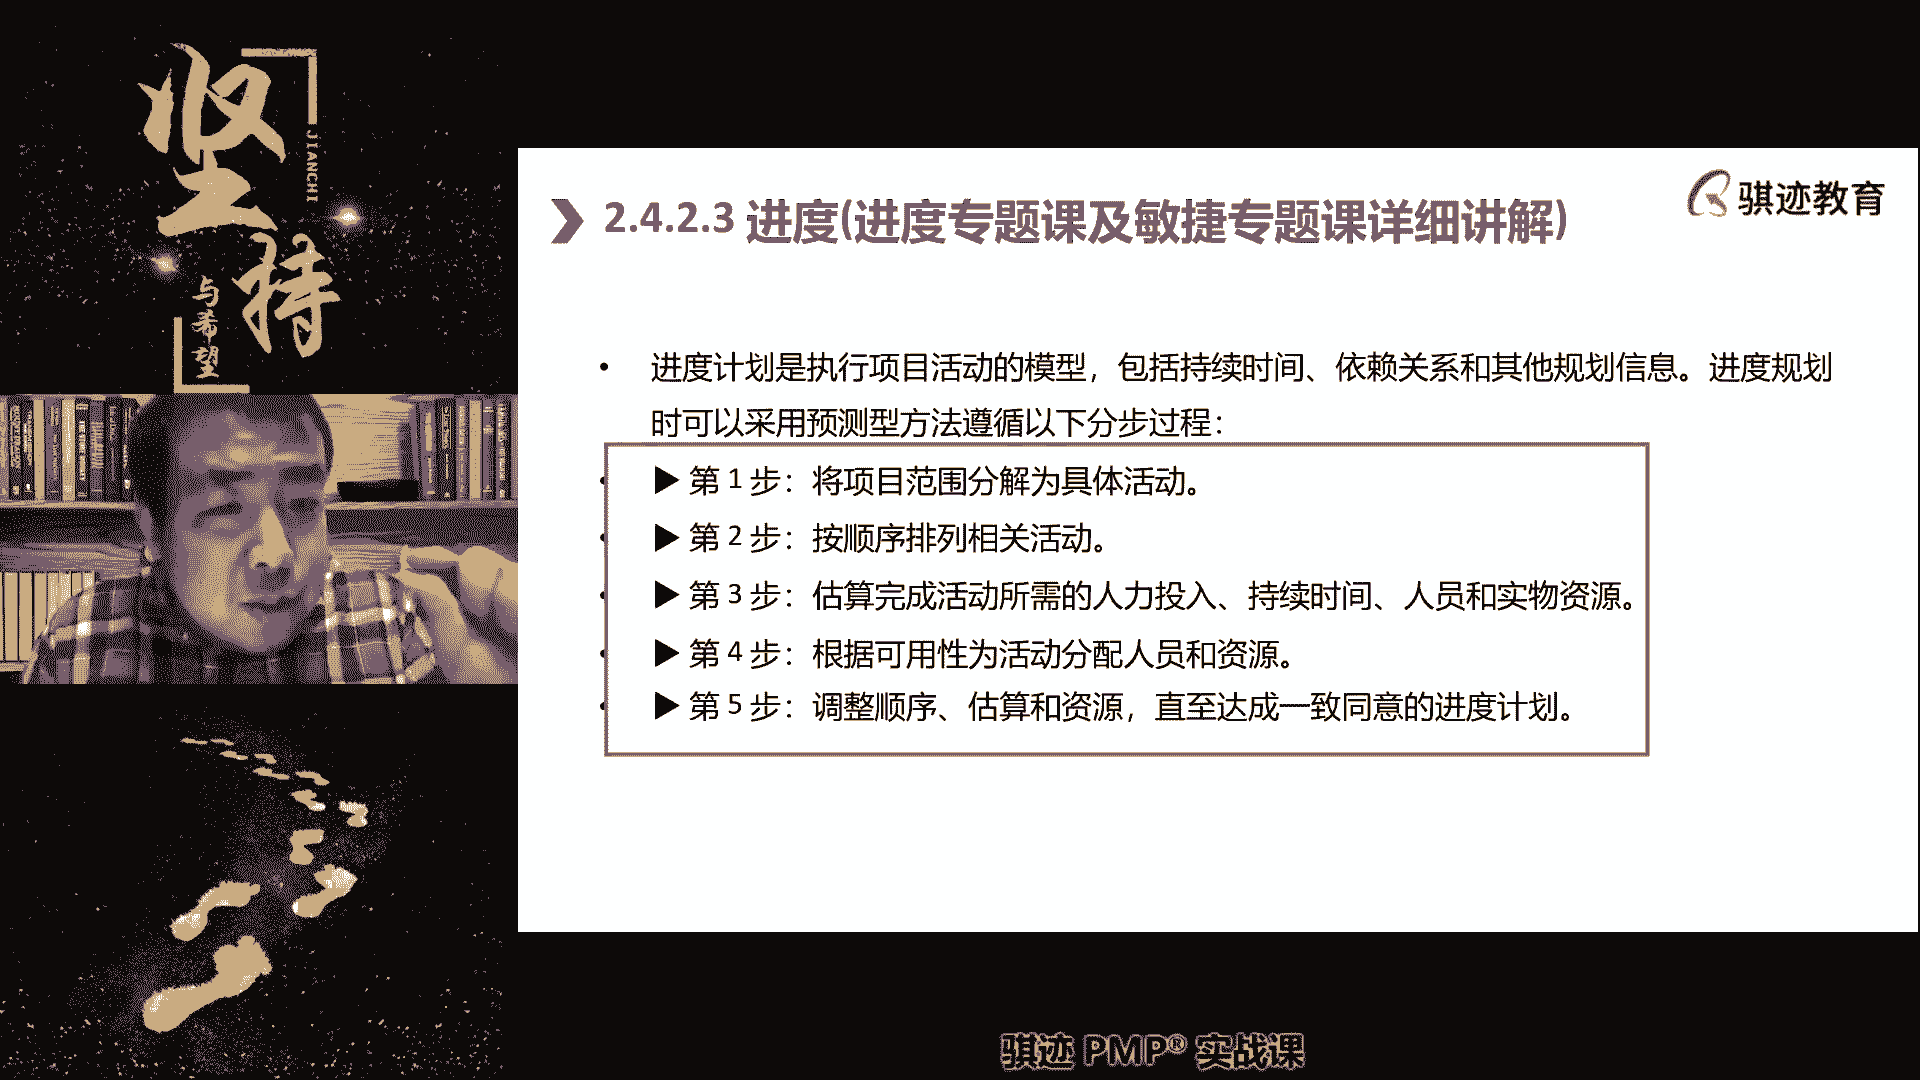 坚持
JIANCHI
与希望
2.4.2.3 进度(进度专题课及敏捷专题课详细讲解)
骐迹教育
• 进度计划是执行项目活动的模型，包括持续时间、依赖关系和其他规划信息。进度规划
时可以采用预测型方法遵循以下分步过程：
▶ 第 1 步：将项目范围分解为具体活动。
▶ 第 2 步：按顺序排列相关活动。
▶ 第 3 步：估算完成活动所需的人力投入、持续时间、人员和实物资源。
▶ 第 4 步：根据可用性为活动分配人员和资源。
▶ 第 5 步：调整顺序、估算和资源，直至达成一致同意的进度计划。
骐迹 PMP® 实战课